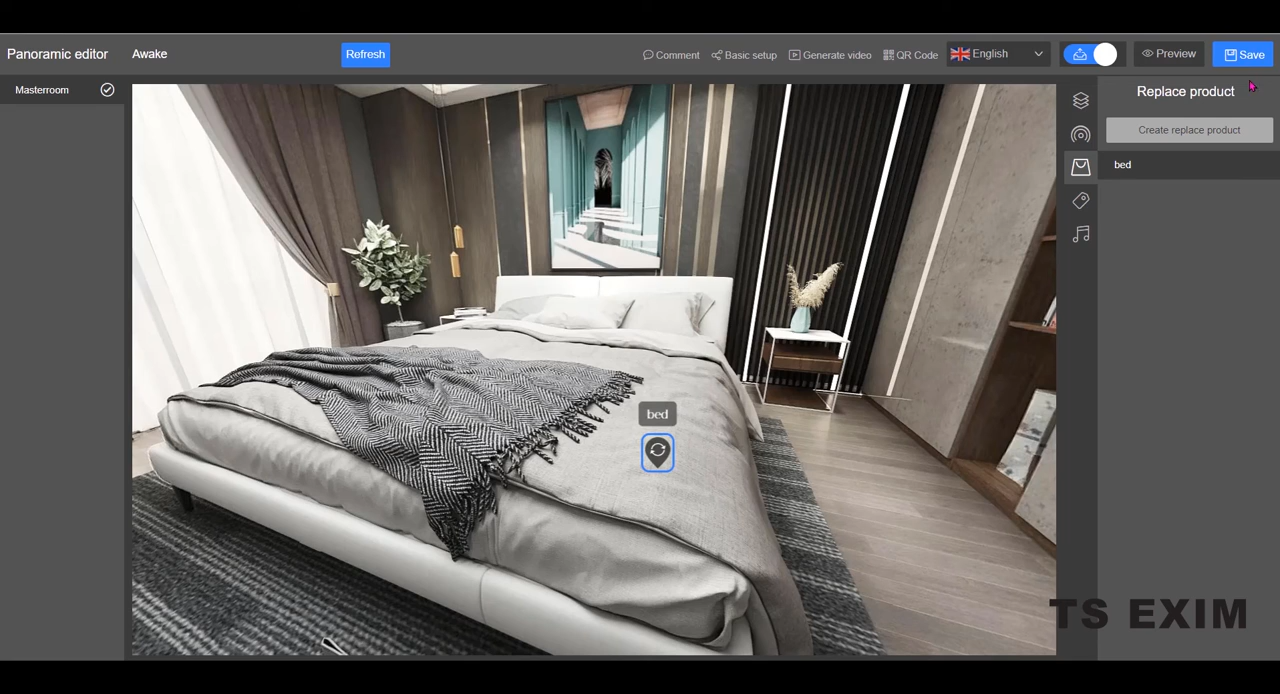 Panoramic editor
Awake
Refresh
Comment
Basic setup
Generate video
QR Code
English
Preview
Save
Masterroom
Replace product
Create replace product
bed
bed
TS EXIM